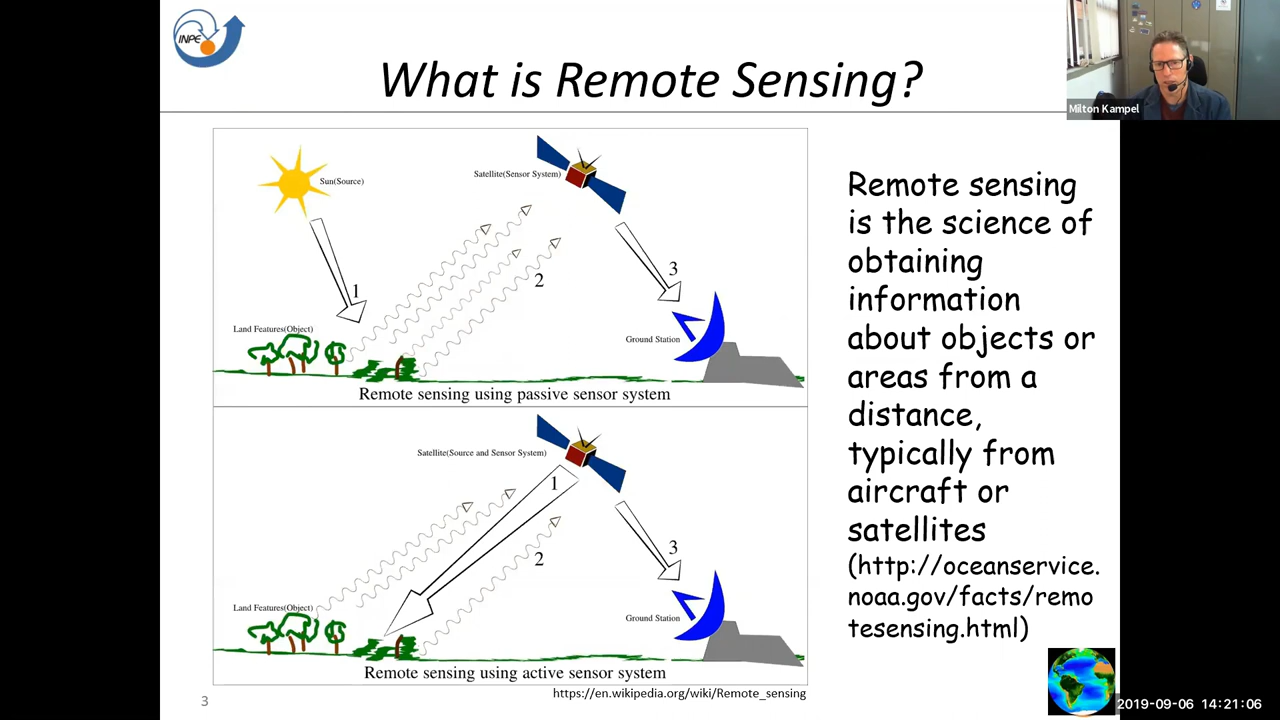 INPE
What is Remote Sensing?
Milton Kampel
Sun(Source)
Satellite(Sensor System)
1
2
3
Land Features(Object)
Ground Station
Remote sensing using passive sensor system
Satellite(Source and Sensor System)
1
2
3
Land Features(Object)
Ground Station
Remote sensing using active sensor system
https://en.wikipedia.org/wiki/Remote_sensing
Remote sensing
is the science of
obtaining
information
about objects or
areas from a
distance,
typically from
aircraft or
satellites
(http://oceanservice.
noaa.gov/facts/remo
tesensing.html)
3
2019-09-06 14:21:06